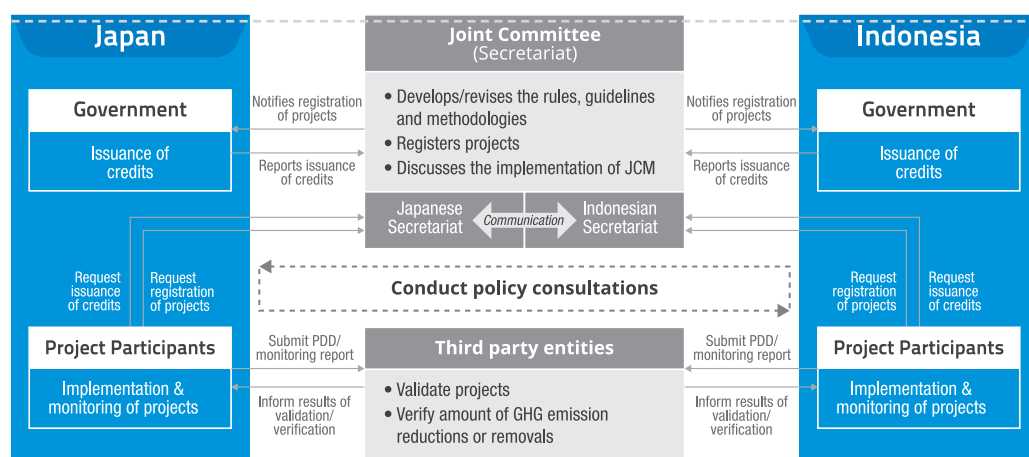 Japan
Joint Committee
(Secretariat)
Indonesia
Government
Issuance of
credits
Notifies registration
of projects
Reports issuance
of credits
• Develops/revises the rules, guidelines
and methodologies
• Registers projects
• Discusses the implementation of JCM
Notifies registration
of projects
Reports issuance
of credits
Government
Issuance of
credits
Japanese
Secretariat
Communication
Indonesian
Secretariat
Request
issuance
of credits
Request
registration
of projects
Conduct policy consultations
Request
registration
of projects
Request
issuance
of credits
Project Participants
Implementation &
monitoring of projects
Submit PDD/
monitoring report
Inform results of
validation/
verification
Third party entities
• Validate projects
• Verify amount of GHG emission
reductions or removals
Submit PDD/
monitoring report
Inform results of
validation/
verification
Project Participants
Implementation &
monitoring of projects